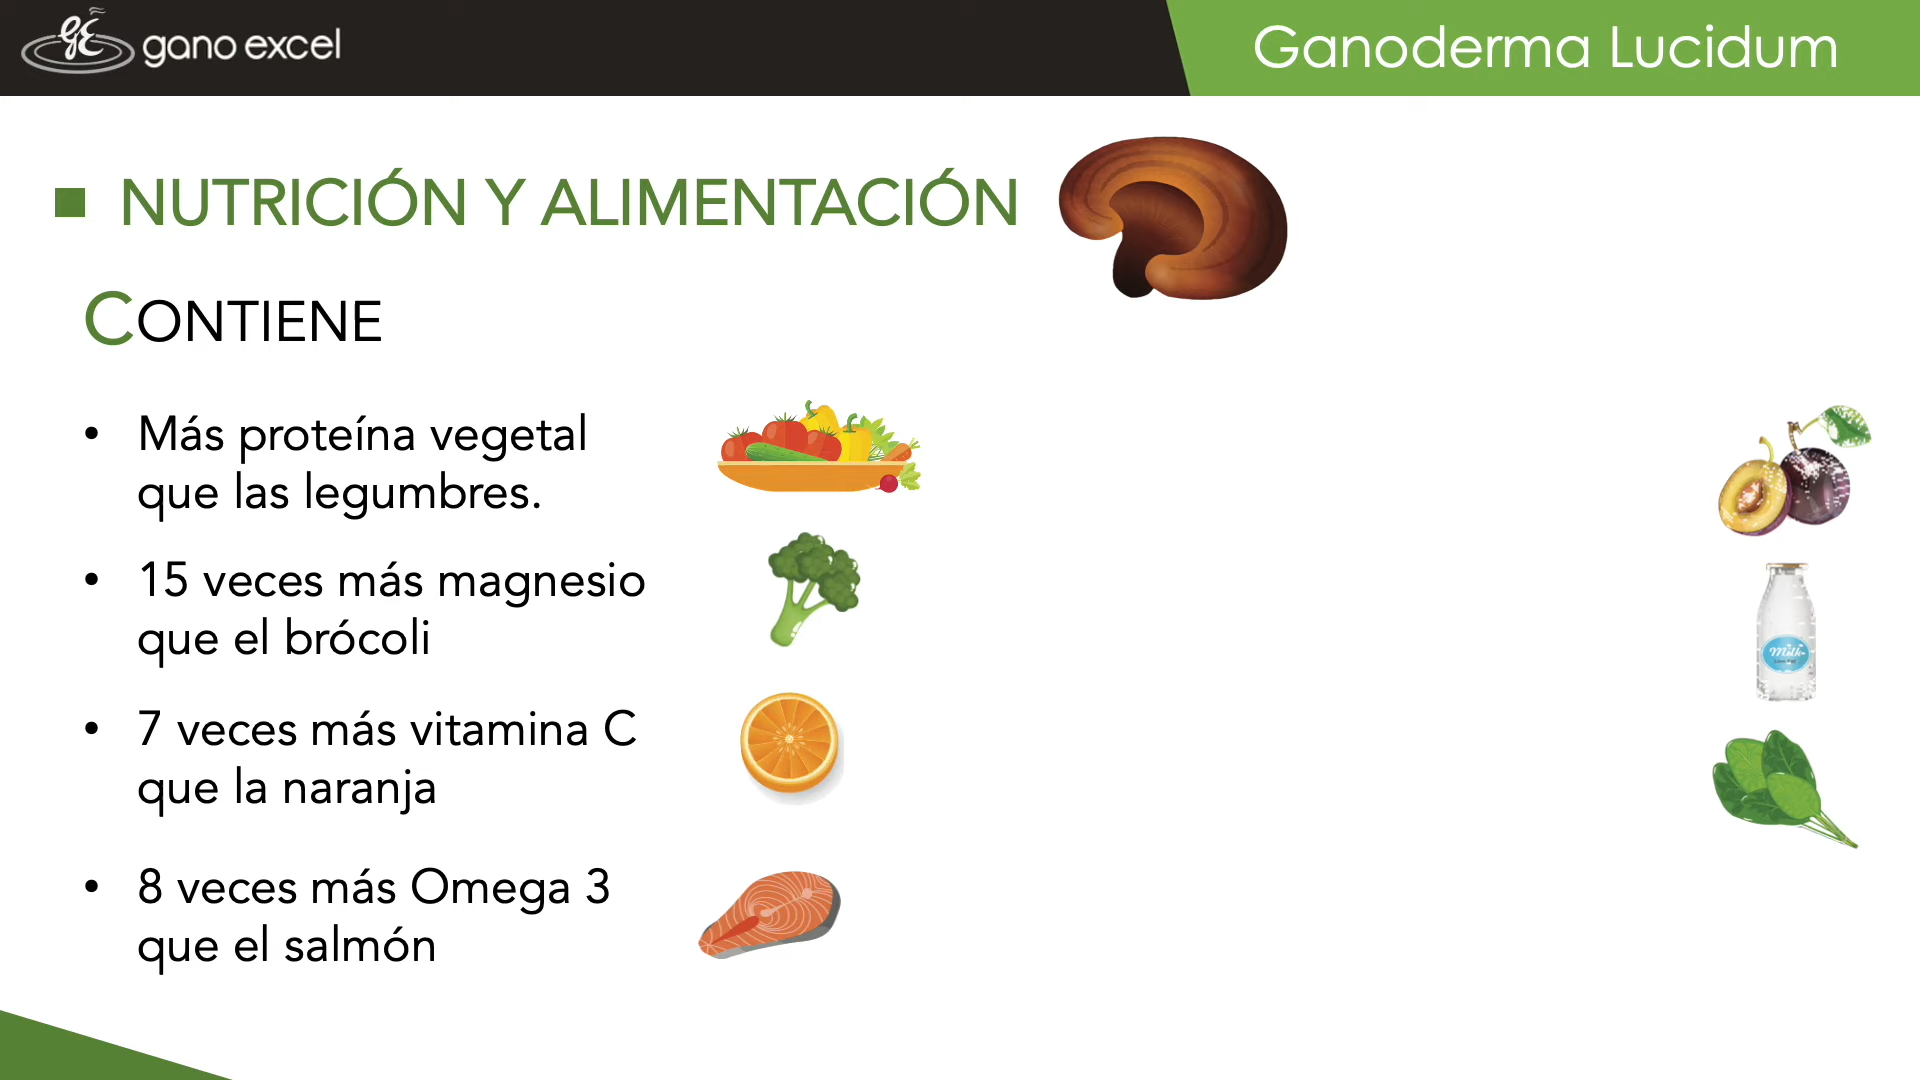 gano excel
Ganoderma Lucidum
NUTRICIÓN Y ALIMENTACIÓN
CONTIENE
• Más proteína vegetal
que las legumbres.
• 15 veces más magnesio
que el brócoli
• 7 veces más vitamina C
que la naranja
• 8 veces más Omega 3
que el salmón
Milk